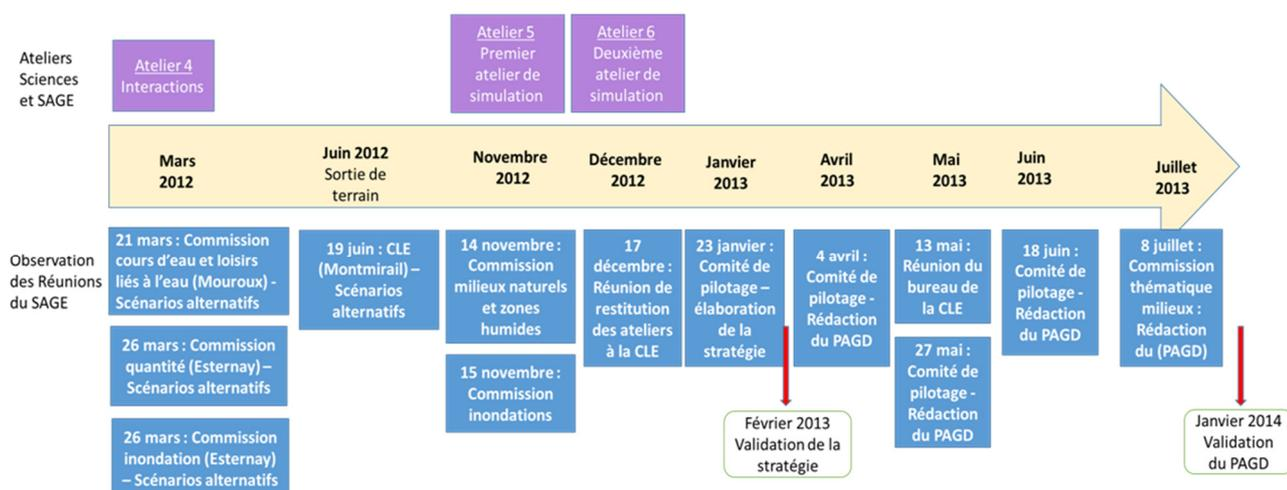 Ateliers
Sciences
et SAGE
Atelier 4
Interactions
Atelier 5
Premier
atelier de
simulation
Atelier 6
Deuxième
atelier de
simulation
Mars
2012
Juin 2012
Sortie de
terrain
Novembre
2012
Décembre
2012
Janvier
2013
Avril
2013
Mai
2013
Juin
2013
Juillet
2013
Observation
des Réunions
du SAGE
21 mars : Commission
cours d'eau et loisirs
liés à l'eau (Mouroux) -
Scénarios alternatifs
26 mars : Commission
quantité (Esternay) –
Scénarios alternatifs
26 mars : Commission
inondation (Esternay)
– Scénarios alternatifs
19 juin : CLE
(Montmirail) –
Scénarios
alternatifs
14 novembre :
Commission
milieux naturels
et zones
humides
15 novembre :
Commission
inondations
17
décembre :
Réunion de
restitution
des ateliers
à la CLE
23 janvier :
Comité de
pilotage –
élaboration
de la
stratégie
Février 2013
Validation de la
stratégie
4 avril :
Comité de
pilotage -
Rédaction
du PAGD
13 mai :
Réunion du
bureau de
la CLE
27 mai :
Comité de
pilotage -
Rédaction
du PAGD
18 juin :
Comité de
pilotage -
Rédaction
du PAGD
8 juillet :
Commission
thématique
milieux :
Rédaction
du (PAGD)
Janvier 2014
Validation
du PAGD